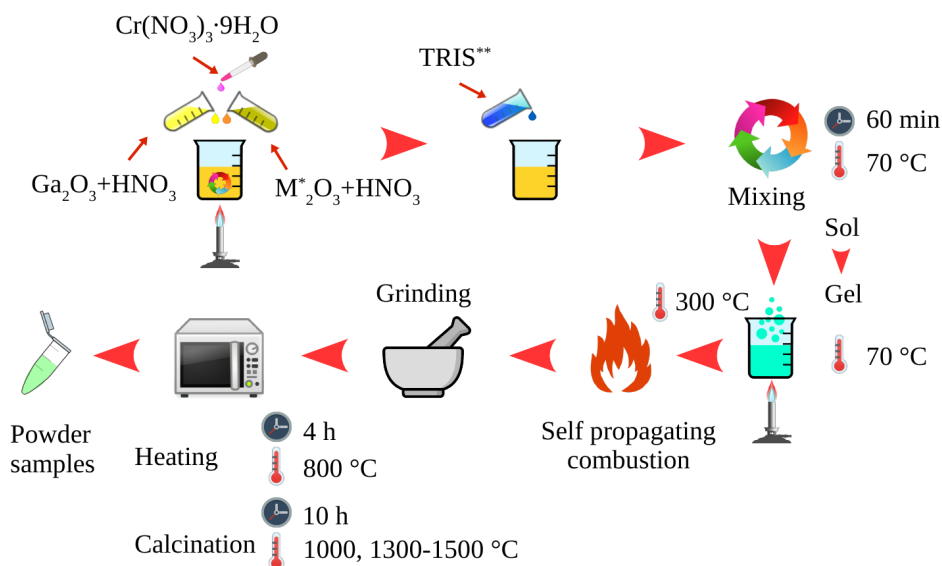 Cr(NO₃)₃·9H₂O
TRIS**
60 min
70 °C
Ga₂O₃+HNO₃
M*₂O₃+HNO₃
Mixing
Sol
Gel
70 °C
300 °C
Self propagating
combustion
Grinding
Heating
4 h
800 °C
Calcination
10 h
1000, 1300-1500 °C
Powder
samples